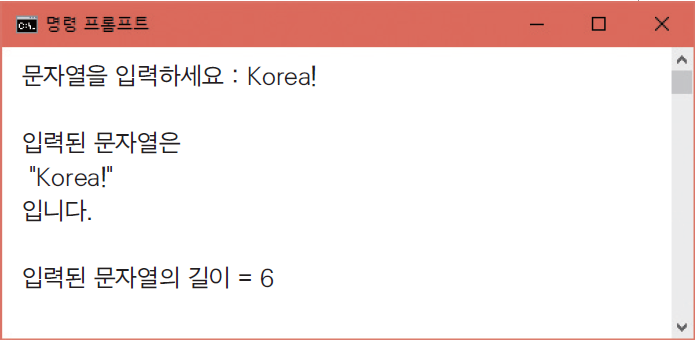 명령 프롬프트
문자열을 입력하세요 : Korea!
입력된 문자열은
"Korea!"
입니다.
입력된 문자열의 길이 = 6